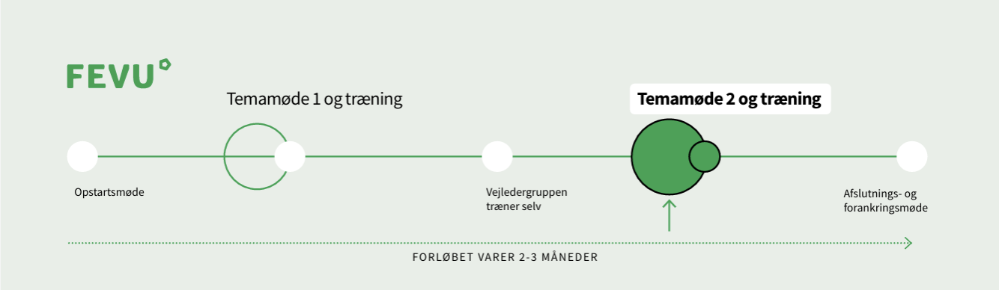 FEVU
Temamøde 1 og træning
Temamøde 2 og træning
Opstartsmøde
Vejledergruppen
træner selv
Afslutnings- og
forankringsmøde
FORLØBET VARER 2-3 MÅNEDER